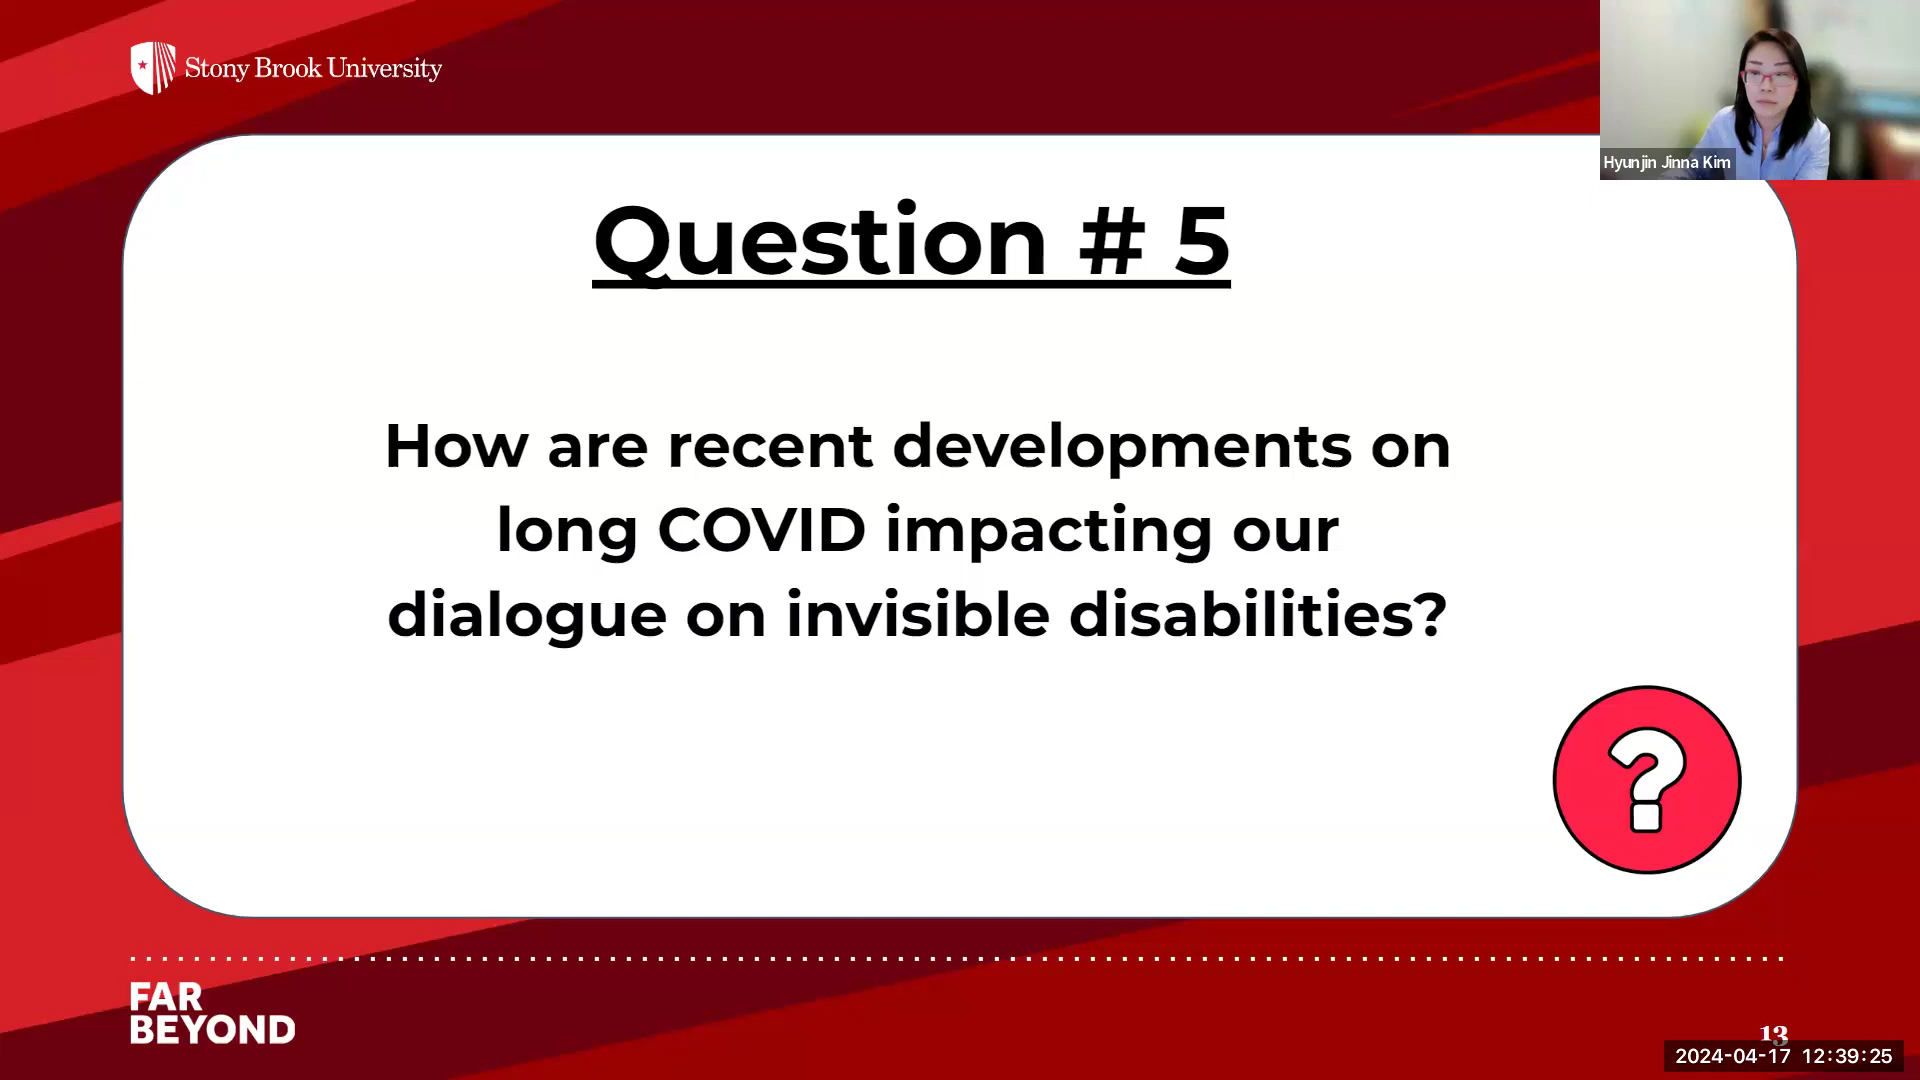 Stony Brook University
Hyunjin Jinna Kim
Question # 5
How are recent developments on
long COVID impacting our
dialogue on invisible disabilities?
FAR
BEYOND
13
2024-04-17 12:39:25